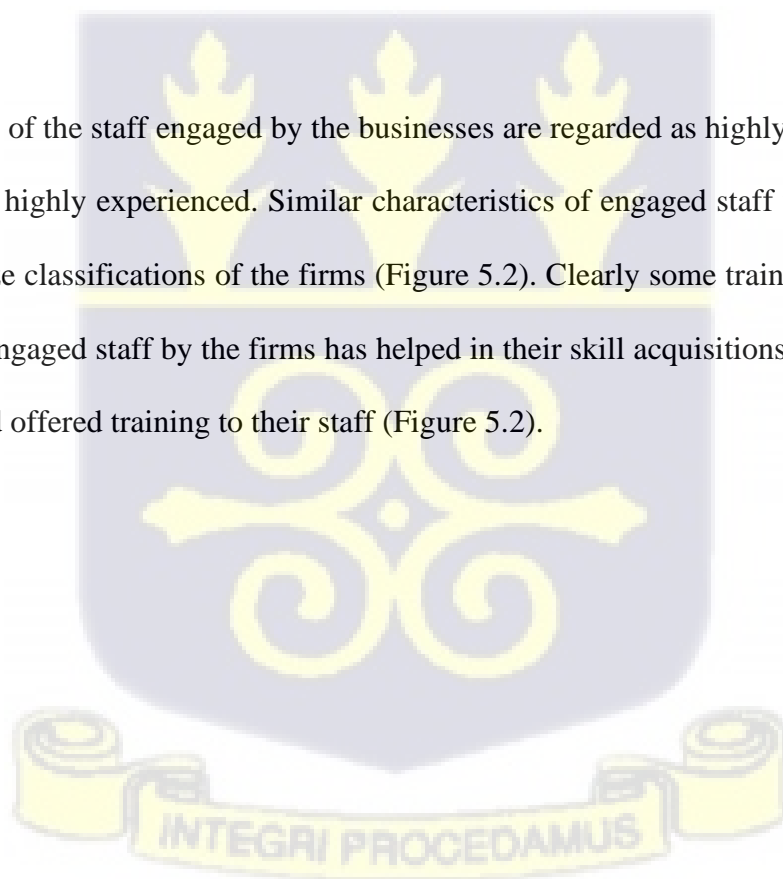 of the staff engaged by the businesses are regarded as highly
highly experienced. Similar characteristics of engaged staff
classifications of the firms (Figure 5.2). Clearly some train
ngaged staff by the firms has helped in their skill acquisitions
offered training to their staff (Figure 5.2).
INTEGRI PROCEDAMUS